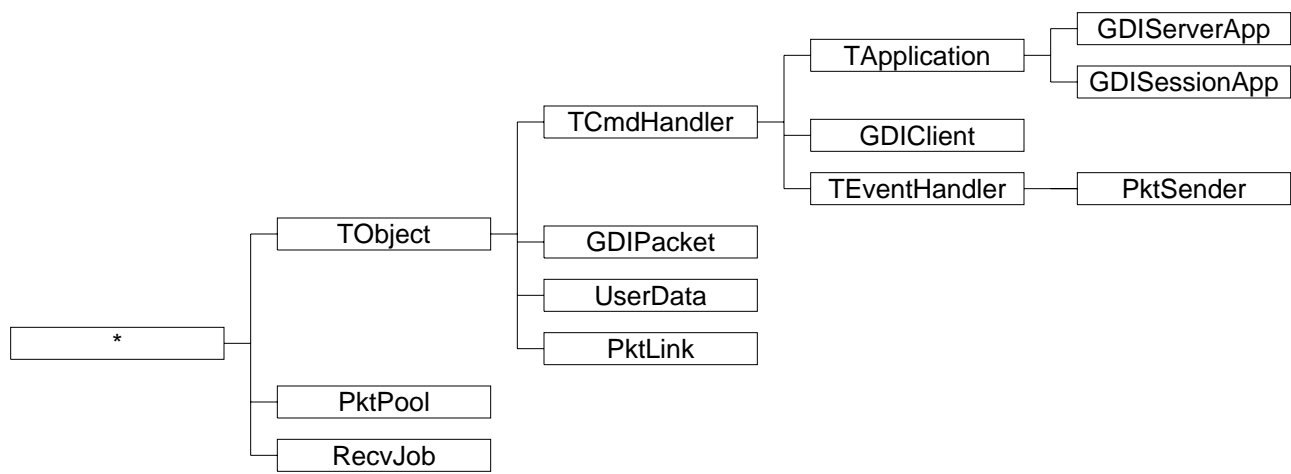 GDIServerApp
TApplication
GDISessionApp
TCmdHandler
GDIClient
TEventHandler
PktSender
TObject
GDIPacket
UserData
*
PktLink
PktPool
RecvJob